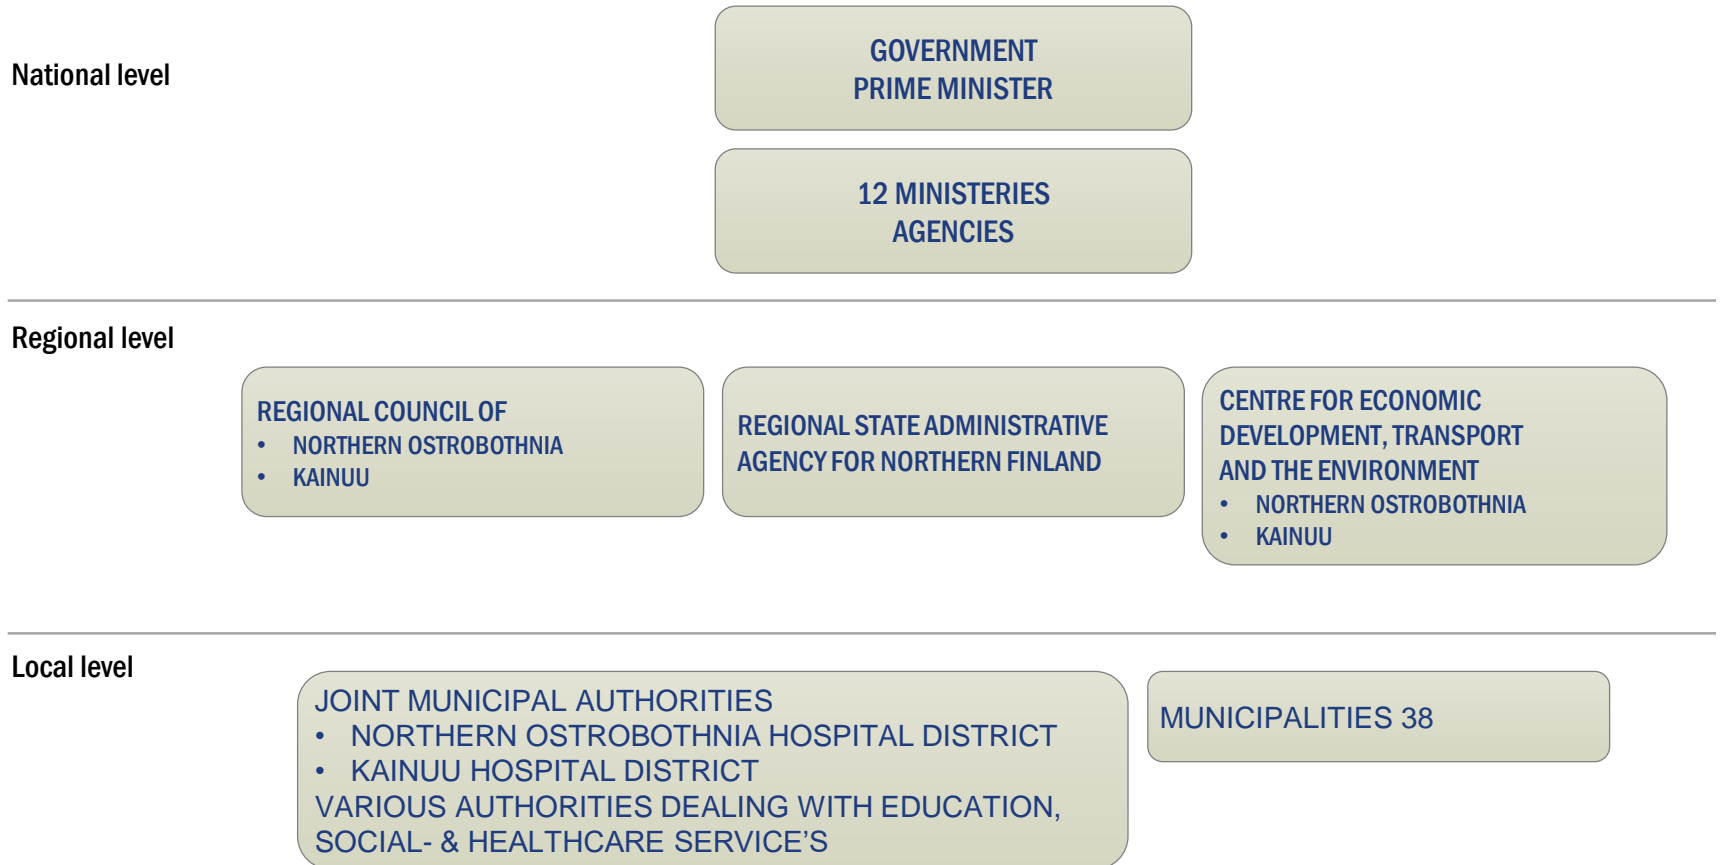 National level
GOVERNMENT
PRIME MINISTER
12 MINISTERIES
AGENCIES
Regional level
REGIONAL COUNCIL OF
• NORTHERN OSTROBOTHNIA
• KAINUU
REGIONAL STATE ADMINISTRATIVE
AGENCY FOR NORTHERN FINLAND
CENTRE FOR ECONOMIC
DEVELOPMENT, TRANSPORT
AND THE ENVIRONMENT
• NORTHERN OSTROBOTHNIA
• KAINUU
Local level
JOINT MUNICIPAL AUTHORITIES
• NORTHERN OSTROBOTHNIA HOSPITAL DISTRICT
• KAINUU HOSPITAL DISTRICT
VARIOUS AUTHORITIES DEALING WITH EDUCATION,
SOCIAL- & HEALTHCARE SERVICE’S
MUNICIPALITIES 38